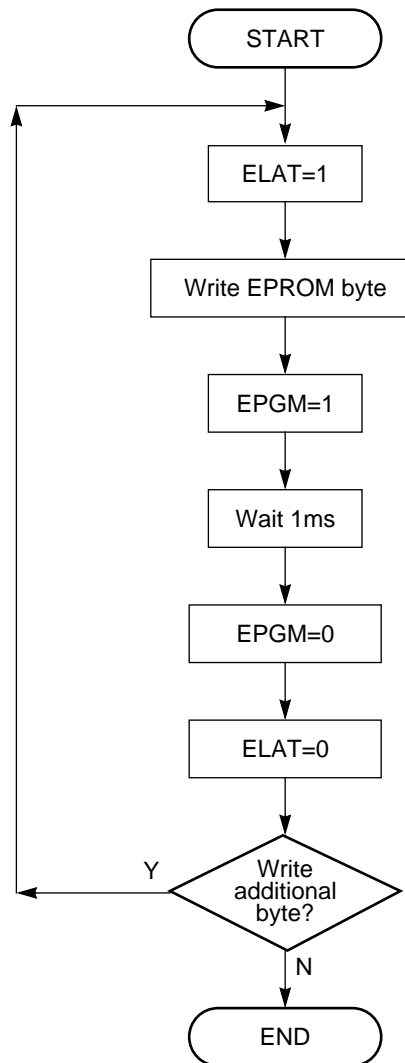 START
ELAT=1
Write EPROM byte
EPGM=1
Wait 1ms
EPGM=0
ELAT=0
Y
Write
additional
byte?
N
END